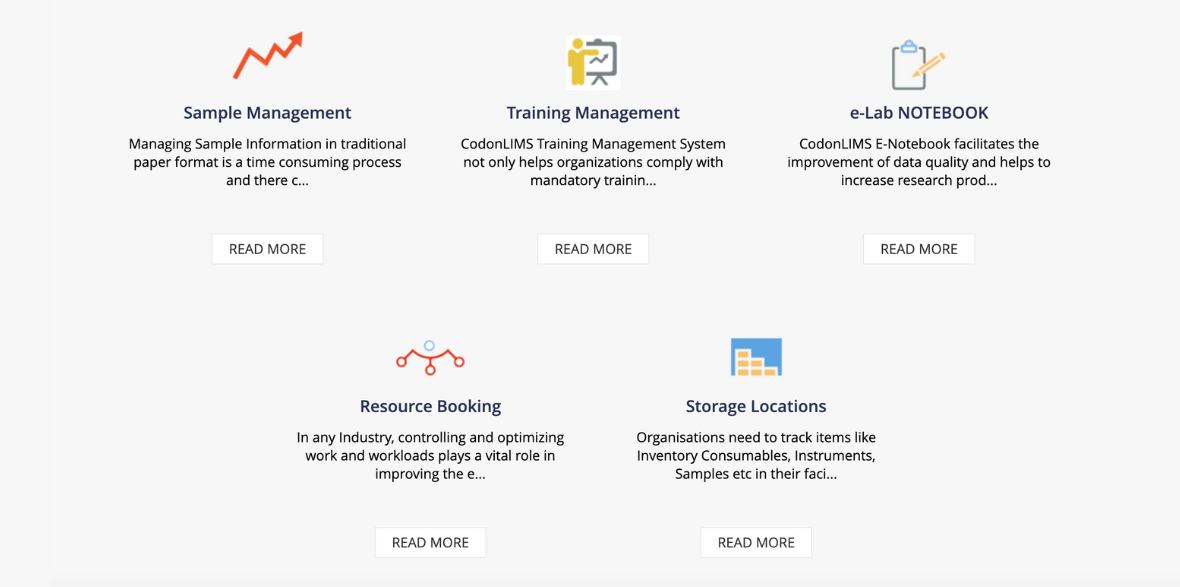 Sample Management
Managing Sample Information in traditional
paper format is a time consuming process
and there c...
READ MORE
Training Management
CodonLIMS Training Management System
not only helps organizations comply with
mandatory trainin...
READ MORE
e-Lab NOTEBOOK
CodonLIMS E-Notebook facilitates the
improvement of data quality and helps to
increase research prod...
READ MORE
Resource Booking
In any Industry, controlling and optimizing
work and workloads plays a vital role in
improving the e...
READ MORE
Storage Locations
Organisations need to track items like
Inventory Consumables, Instruments,
Samples etc in their faci...
READ MORE